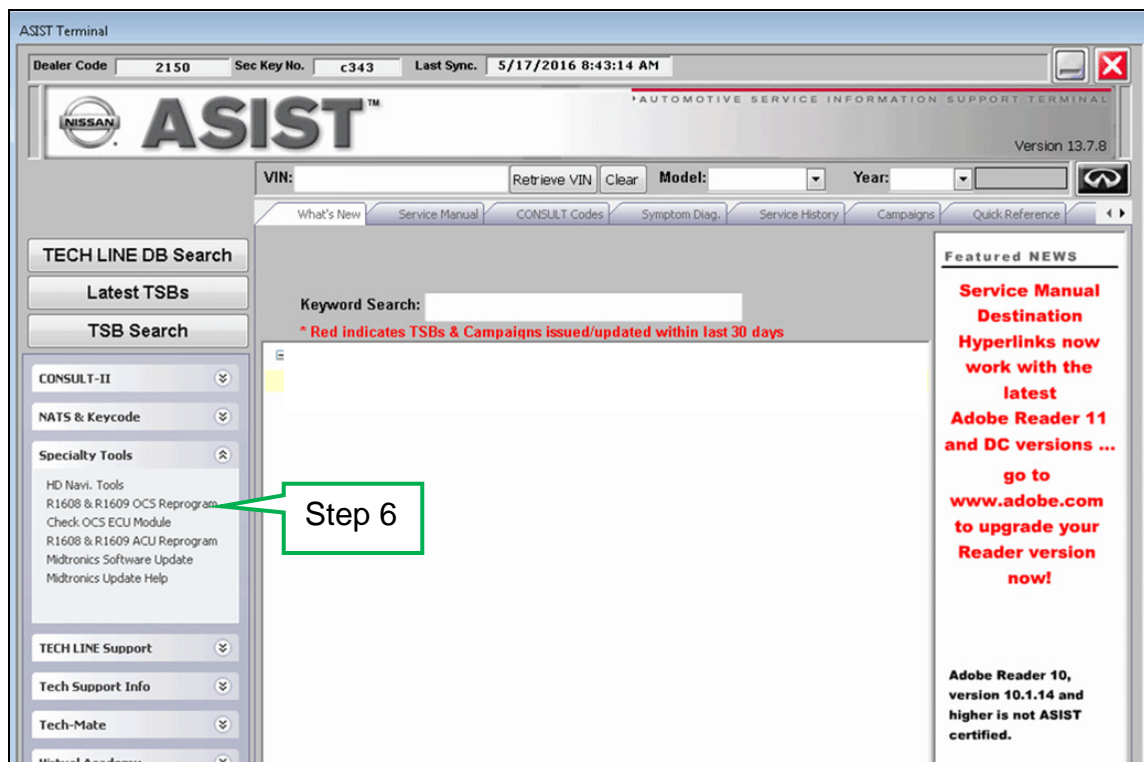 ASIST Terminal
Dealer Code 2150 Sec Key No. c343 Last Sync. 5/17/2016 8:43:14 AM
NISSAN ASIST™
AUTOMOTIVE SERVICE INFORMATION SUPPORT TERMINAL
Version 13.7.8
VIN: Retrieve VIN Clear Model: Year:
What's New Service Manual CONSULT Codes Symptom Diag. Service History Campaigns Quick Reference
TECH LINE DB Search
Latest TSBs
TSB Search
CONSULT-II
NATS & Keycode
Specialty Tools
HD Navi. Tools
R1608 & R1609 OCS Reprogram
Check OCS ECU Module
R1608 & R1609 ACU Reprogram
Midtronics Software Update
Midtronics Update Help
TECH LINE Support
Tech Support Info
Tech-Mate
Virtual Academy
Step 6
Keyword Search:
* Red indicates TSBs & Campaigns issued/updated within last 30 days
Featured NEWS
Service Manual
Destination
Hyperlinks now
work with the
latest
Adobe Reader 11
and DC versions ...
go to
www.adobe.com
to upgrade your
Reader version
now!
Adobe Reader 10,
version 10.1.14 and
higher is not ASIST
certified.